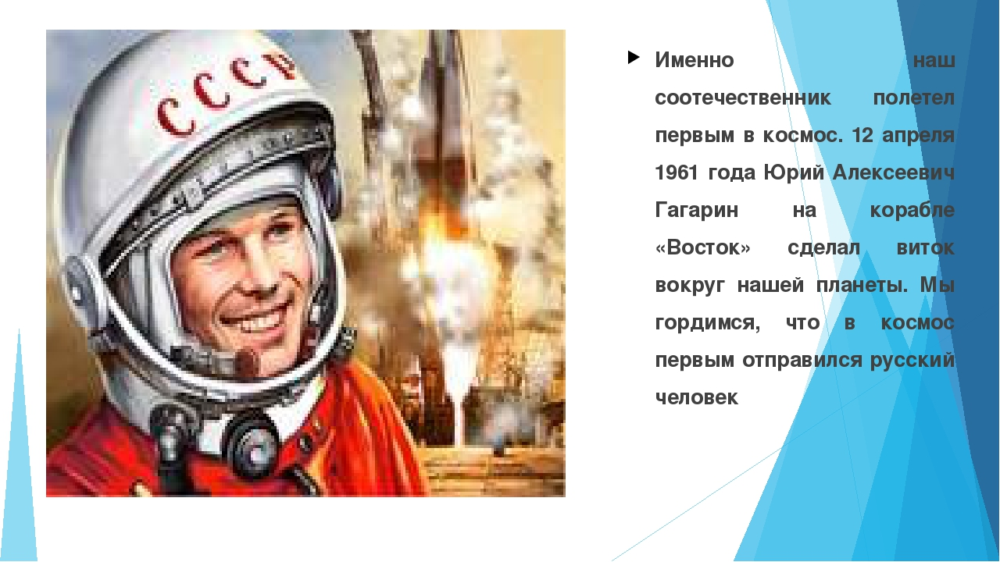 СССР
Именно наш
соотечественник полетел
первым в космос. 12 апреля
1961 года Юрий Алексеевич
Гагарин на корабле
«Восток» сделал виток
вокруг нашей планеты. Мы
гордимся, что в космос
первым отправился русский
человек